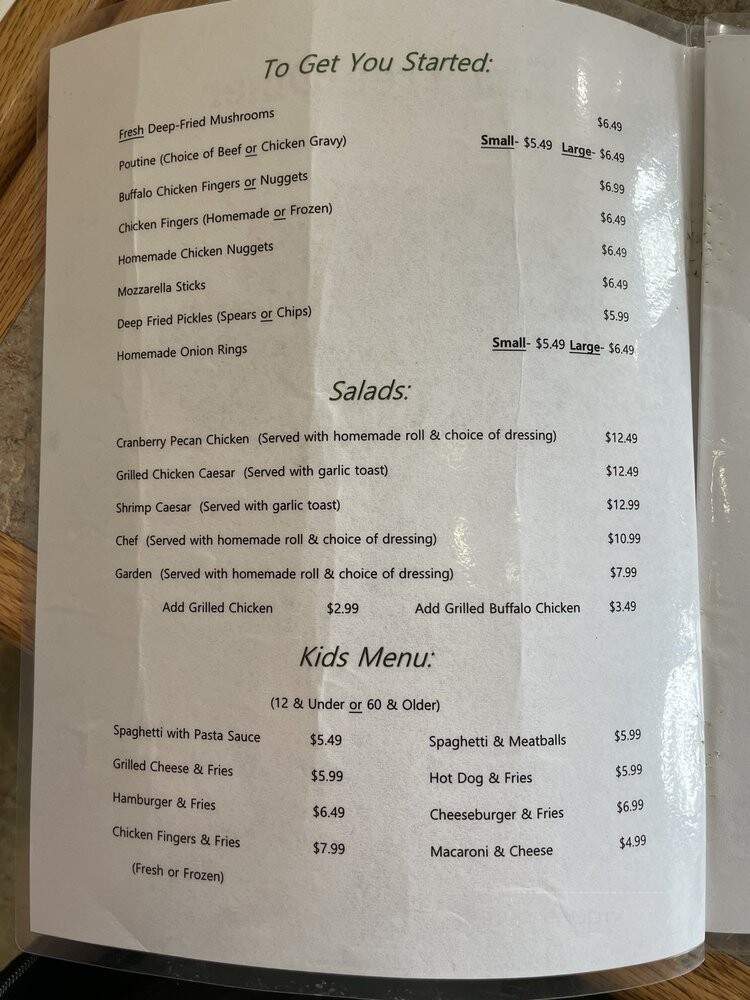 To Get You Started:
Fresh Deep-Fried Mushrooms $6.49
Poutine (Choice of Beef or Chicken Gravy) Small- $5.49 Large- $6.49
Buffalo Chicken Fingers or Nuggets $6.99
Chicken Fingers (Homemade or Frozen) $6.49
Homemade Chicken Nuggets $6.49
Mozzarella Sticks $6.49
Deep Fried Pickles (Spears or Chips) $5.99
Homemade Onion Rings Small- $5.49 Large- $6.49
Salads:
Cranberry Pecan Chicken (Served with homemade roll & choice of dressing) $12.49
Grilled Chicken Caesar (Served with garlic toast) $12.49
Shrimp Caesar (Served with garlic toast) $12.99
Chef (Served with homemade roll & choice of dressing) $10.99
Garden (Served with homemade roll & choice of dressing) $7.99
Add Grilled Chicken $2.99 Add Grilled Buffalo Chicken $3.49
Kids Menu:
(12 & Under or 60 & Older)
Spaghetti with Pasta Sauce $5.49 Spaghetti & Meatballs $5.99
Grilled Cheese & Fries $5.99 Hot Dog & Fries $5.99
Hamburger & Fries $6.49 Cheeseburger & Fries $6.99
Chicken Fingers & Fries $7.99 Macaroni & Cheese $4.99
(Fresh or Frozen)